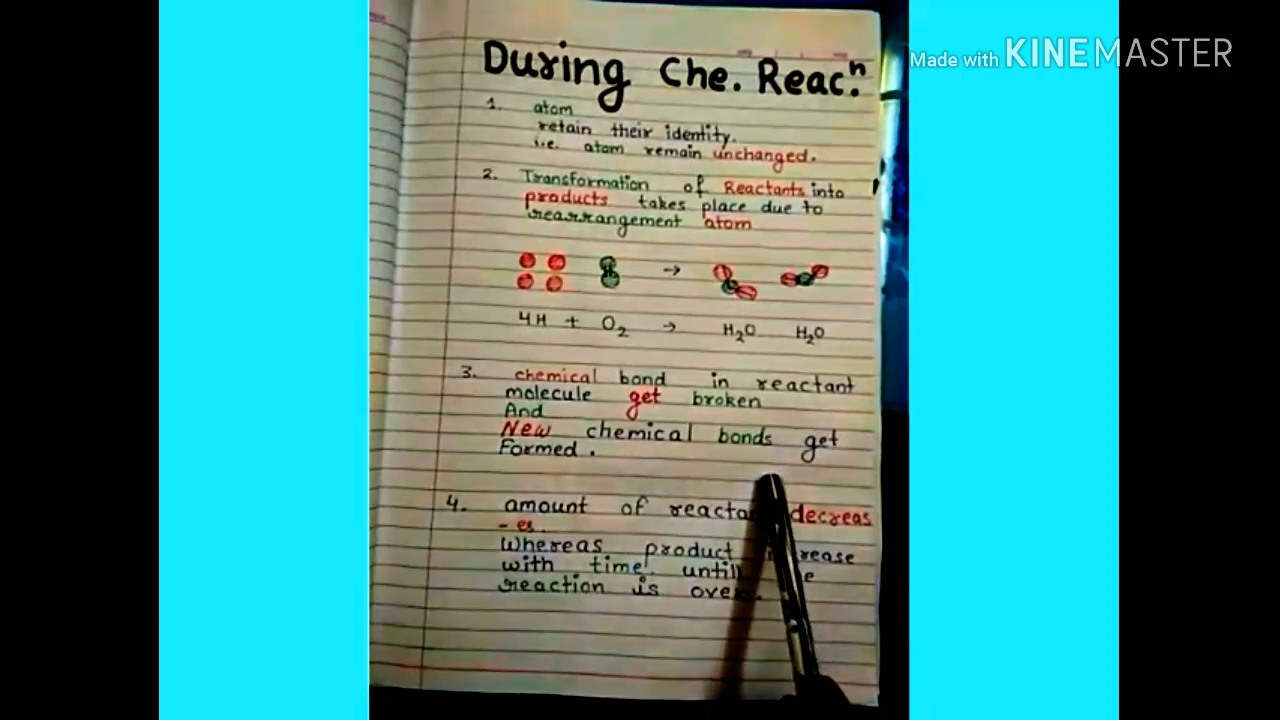 Made with KINEMASTER
During Che. Reac.n
1. atom
retain their identity.
i.e. atom remain unchanged.
2. Transformation of Reactants into
products takes place due to
rearrangement atom
4H + O2 → H2O H2O
3. chemical bond in reactant
molecule get broken
And
New chemical bonds get
Formed.
4. amount of decreas
-es.
Whereas product
with time until
reaction is over.